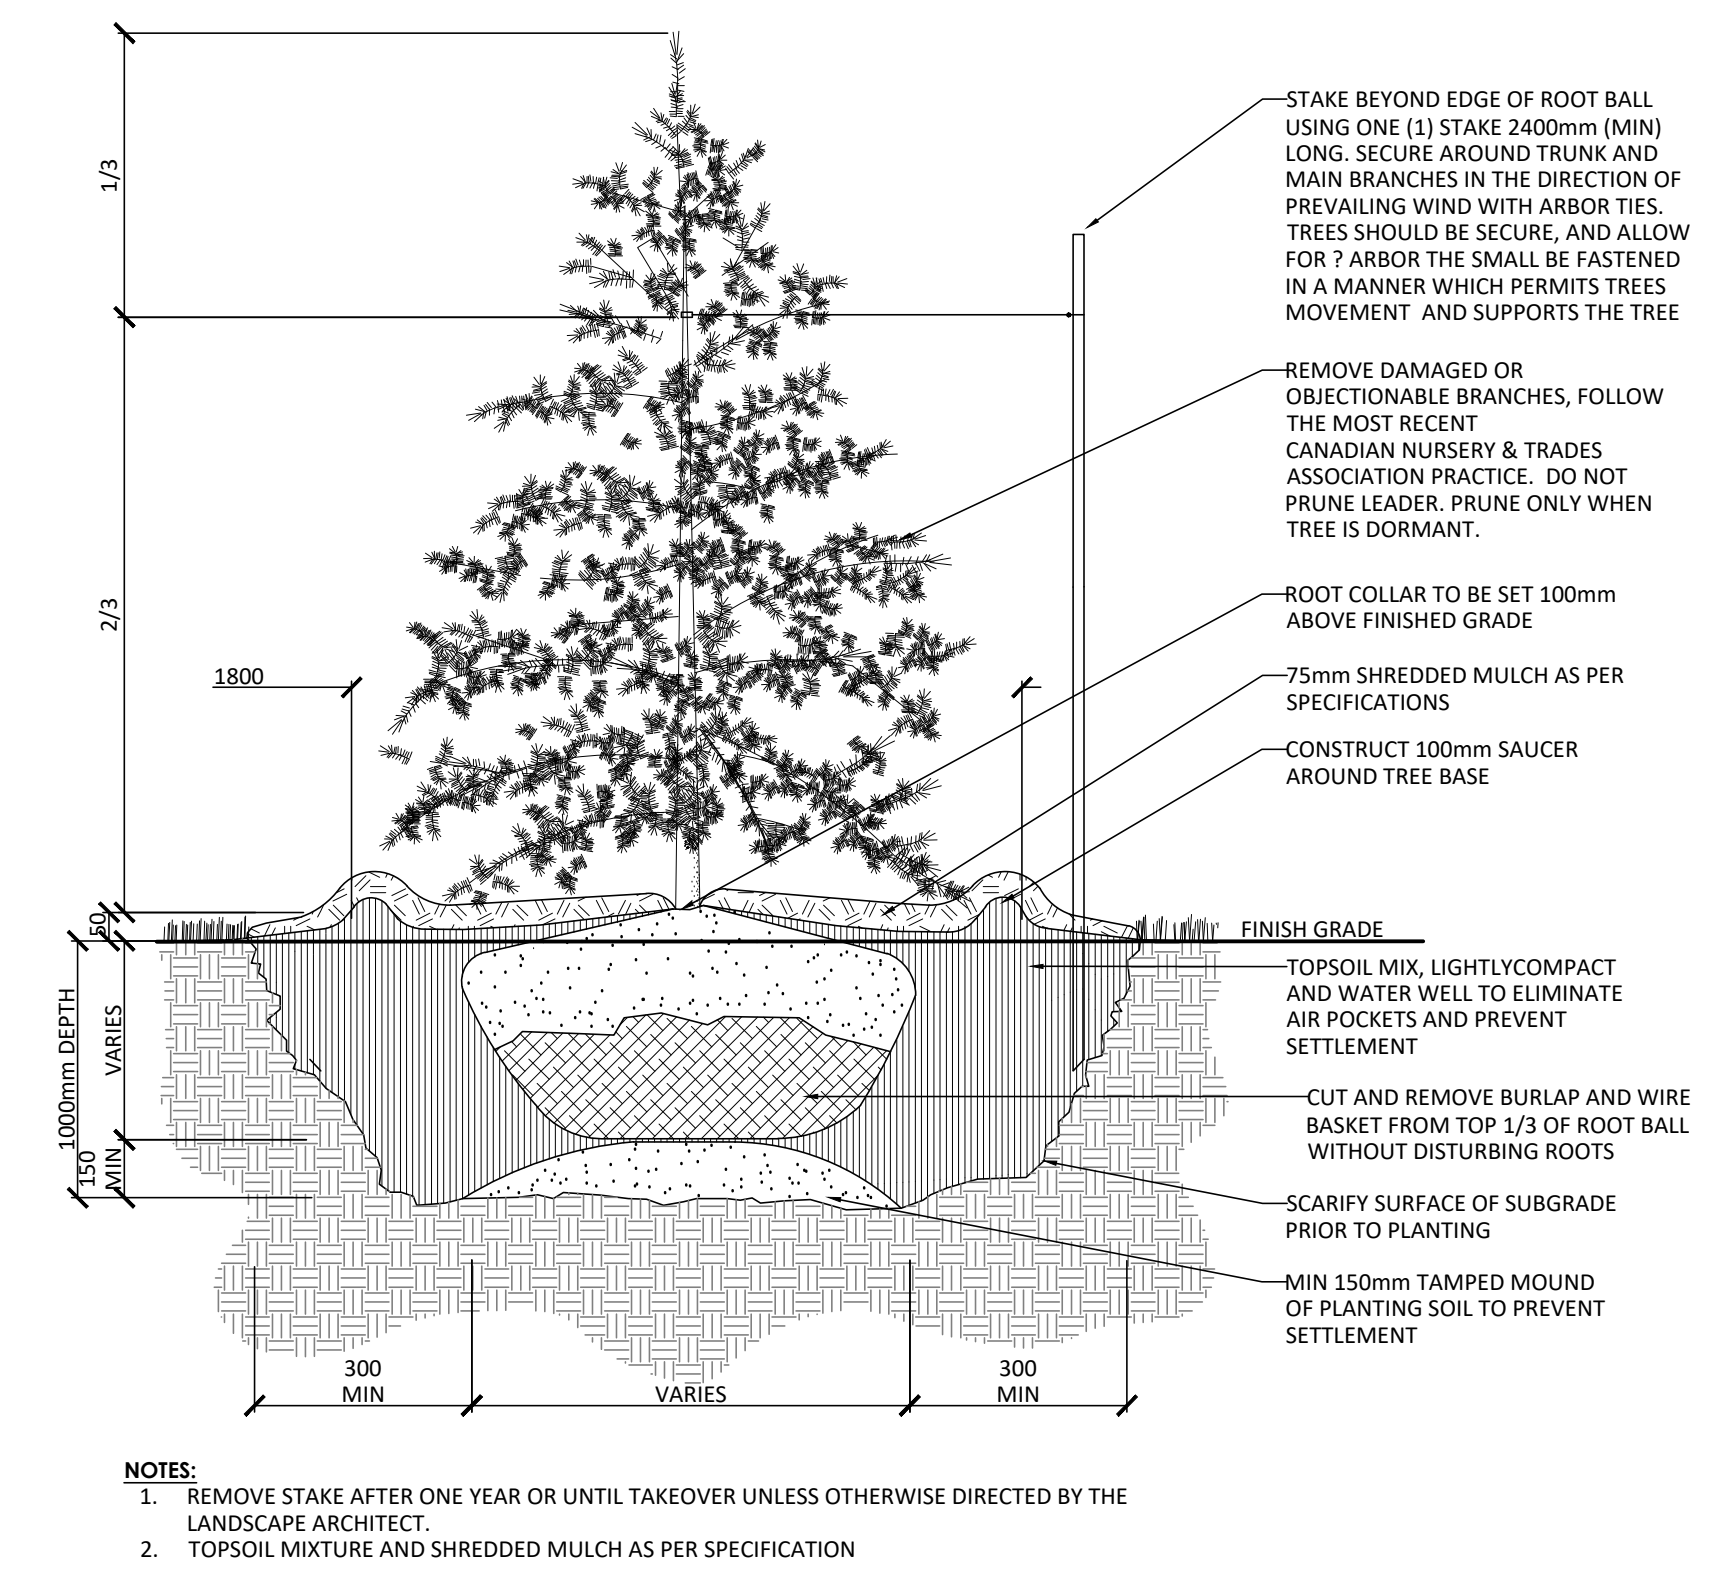 1/3
2/3
1800
50
1000mm DEPTH
VARIES
150
MIN
STAKE BEYOND EDGE OF ROOT BALL
USING ONE (1) STAKE 2400mm (MIN)
LONG. SECURE AROUND TRUNK AND
MAIN BRANCHES IN THE DIRECTION OF
PREVAILING WIND WITH ARBOR TIES.
TREES SHOULD BE SECURE, AND ALLOW
FOR ? ARBOR THE SMALL BE FASTENED
IN A MANNER WHICH PERMITS TREES
MOVEMENT AND SUPPORTS THE TREE
REMOVE DAMAGED OR
OBJECTIONABLE BRANCHES, FOLLOW
THE MOST RECENT
CANADIAN NURSERY & TRADES
ASSOCIATION PRACTICE. DO NOT
PRUNE LEADER. PRUNE ONLY WHEN
TREE IS DORMANT.
ROOT COLLAR TO BE SET 100mm
ABOVE FINISHED GRADE
75mm SHREDDED MULCH AS PER
SPECIFICATIONS
CONSTRUCT 100mm SAUCER
AROUND TREE BASE
FINISH GRADE
TOPSOIL MIX, LIGHTLYCOMPACT
AND WATER WELL TO ELIMINATE
AIR POCKETS AND PREVENT
SETTLEMENT
CUT AND REMOVE BURLAP AND WIRE
BASKET FROM TOP 1/3 OF ROOT BALL
WITHOUT DISTURBING ROOTS
SCARIFY SURFACE OF SUBGRADE
PRIOR TO PLANTING
MIN 150mm TAMPED MOUND
OF PLANTING SOIL TO PREVENT
SETTLEMENT
300
MIN
VARIES
300
MIN
NOTES:
1. REMOVE STAKE AFTER ONE YEAR OR UNTIL TAKEOVER UNLESS OTHERWISE DIRECTED BY THE
LANDSCAPE ARCHITECT.
2. TOPSOIL MIXTURE AND SHREDDED MULCH AS PER SPECIFICATION